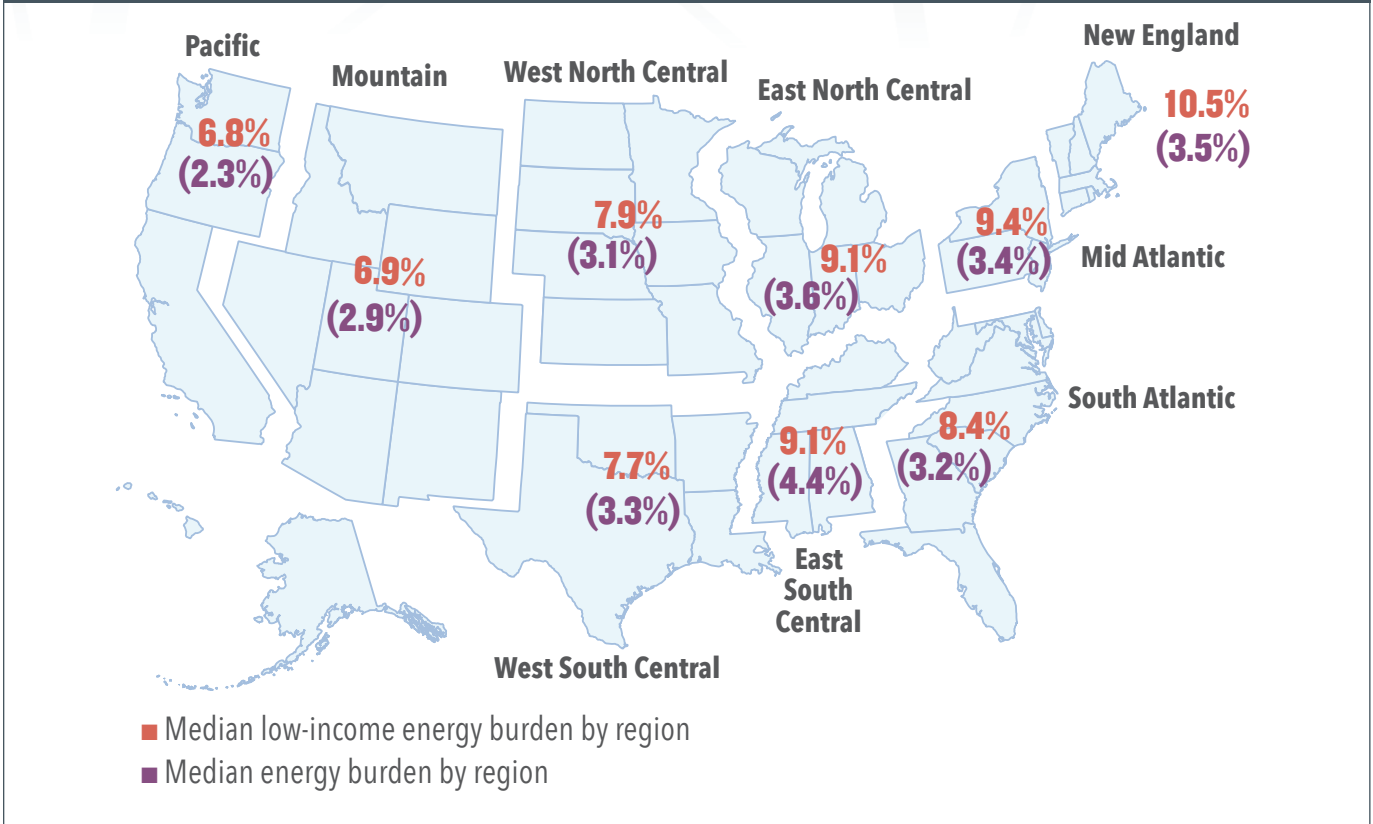 Pacific
6.8%
(2.3%)
Mountain
6.9%
(2.9%)
West North Central
7.9%
(3.1%)
East North Central
9.1%
(3.6%)
New England
10.5%
(3.5%)
9.4%
(3.4%)
Mid Atlantic
South Atlantic
8.4%
(3.2%)
9.1%
(4.4%)
East
South
Central
7.7%
(3.3%)
West South Central
Median low-income energy burden by region
Median energy burden by region